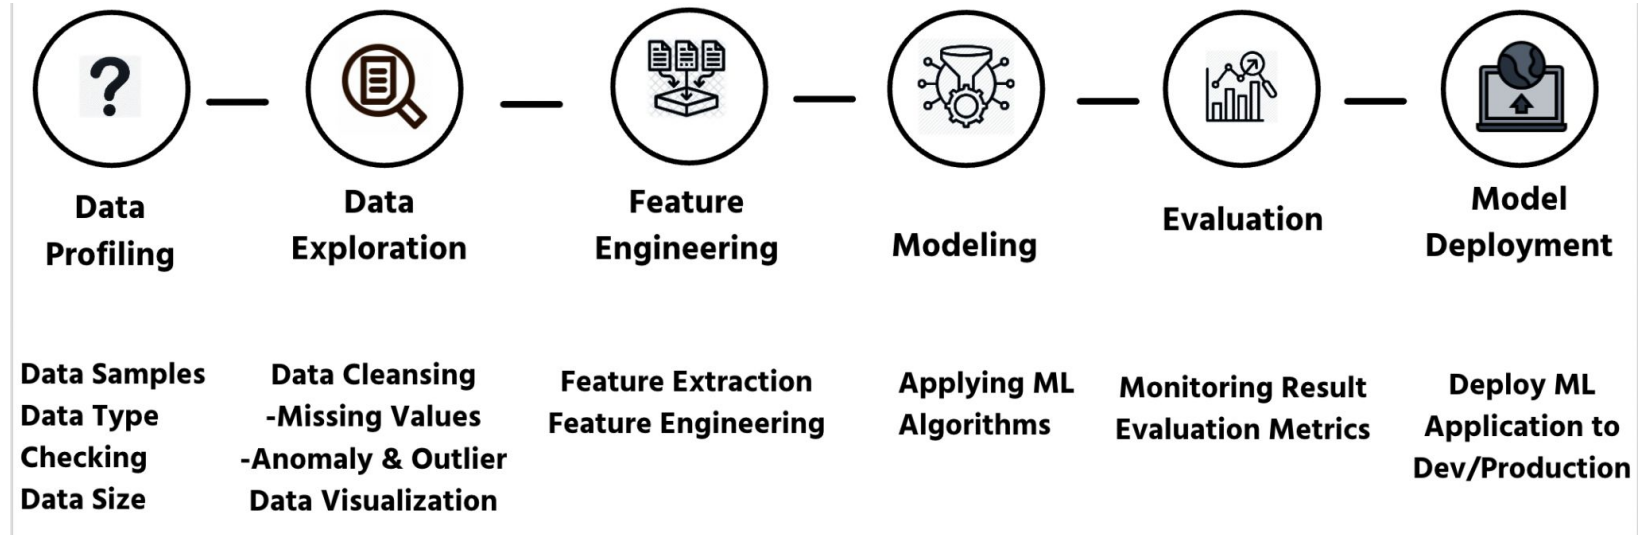 ?
Data
Profiling
Data
Exploration
Feature
Engineering
Modeling
Evaluation
Model
Deployment
Data Samples
Data Type
Checking
Data Size
Data Cleansing
-Missing Values
-Anomaly & Outlier
Data Visualization
Feature Extraction
Feature Engineering
Applying ML
Algorithms
Monitoring Result
Evaluation Metrics
Deploy ML
Application to
Dev/Production